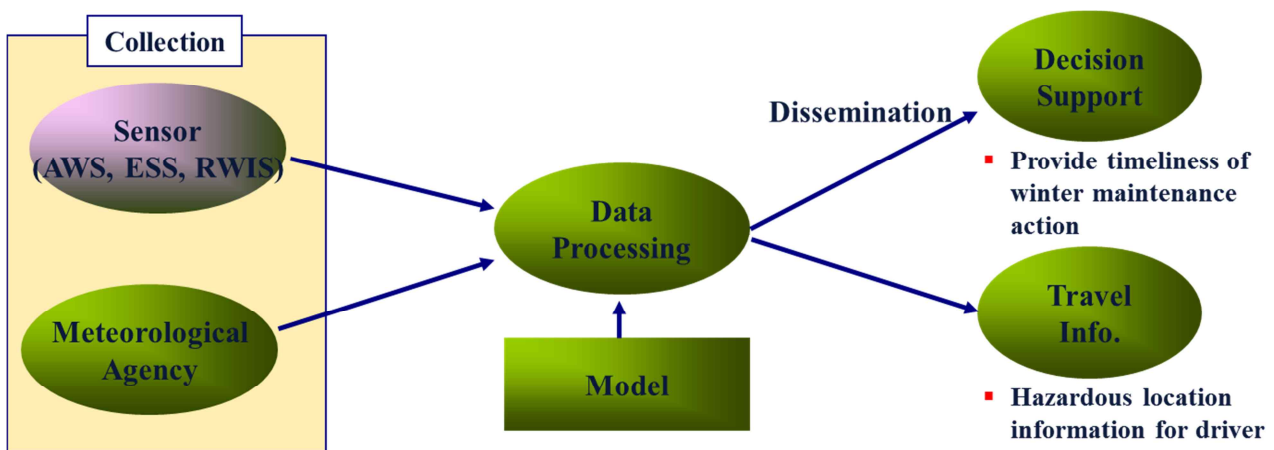 Collection
Sensor
(AWS, ESS, RWIS)
Meteorological
Agency
Data
Processing
Model
Dissemination
Decision
Support
▪ Provide timeliness of
winter maintenance
action
Travel
Info.
▪ Hazardous location
information for driver